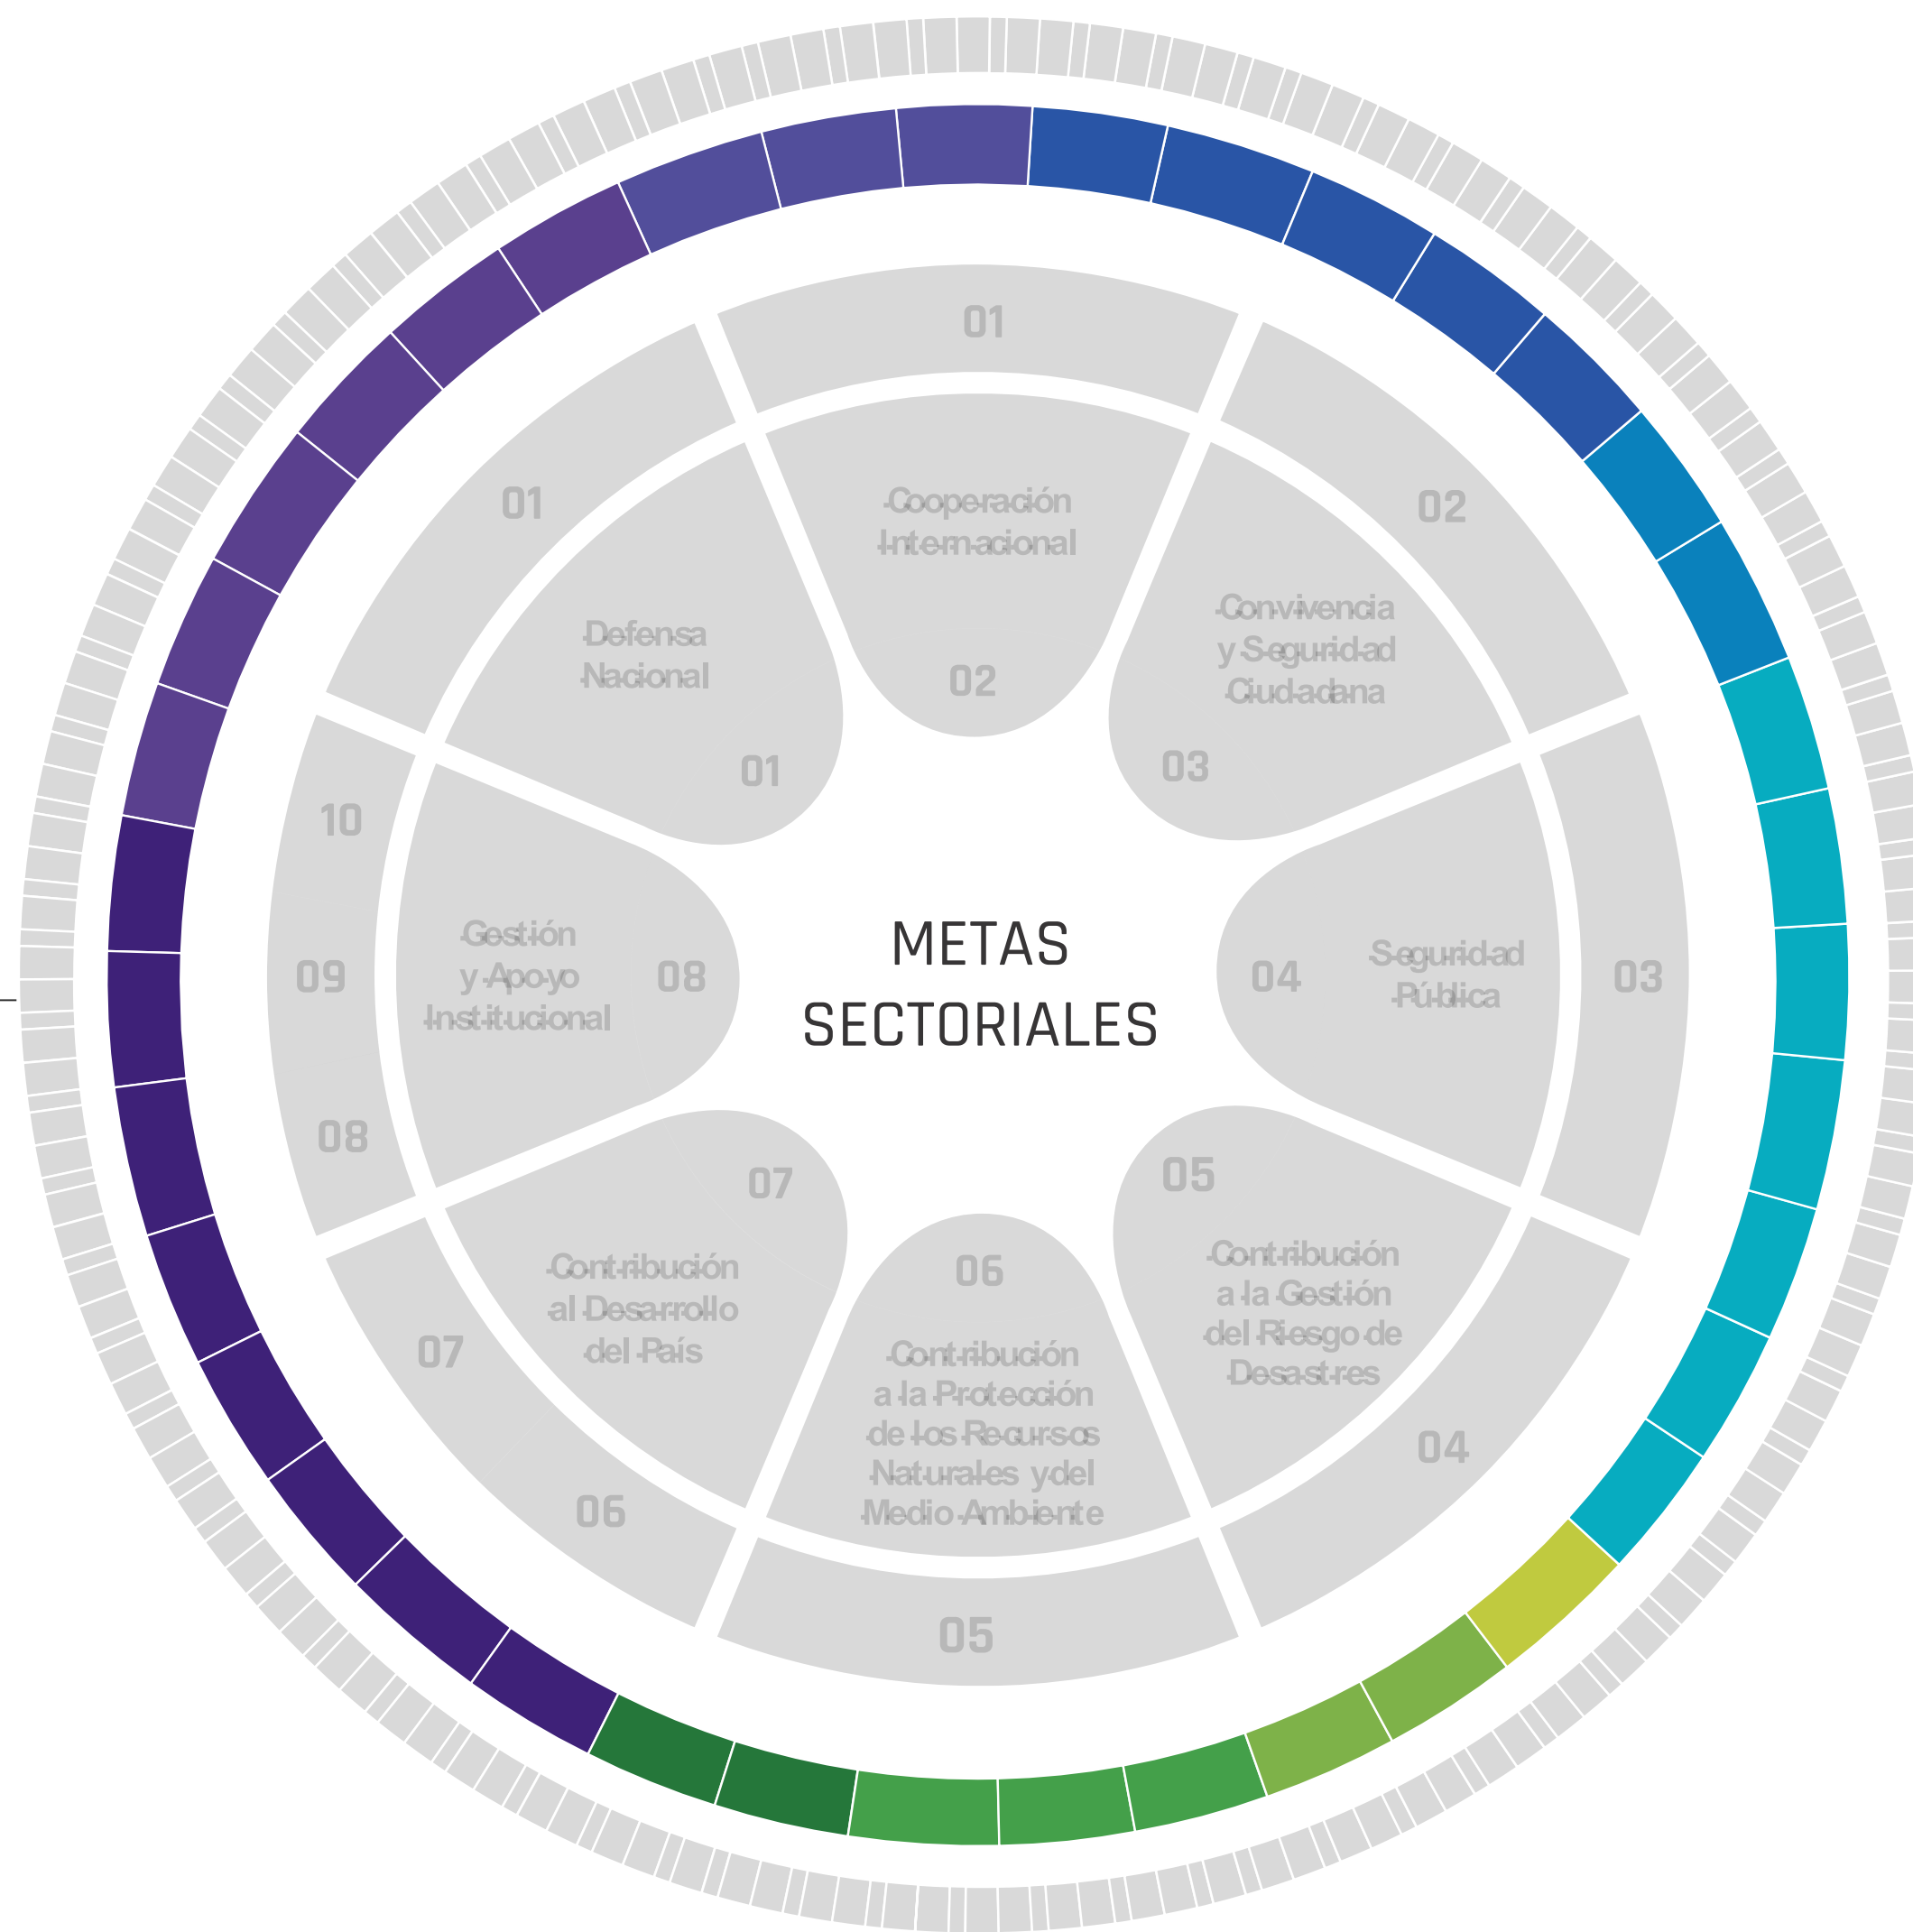 01
01
02
Cooperación
Internacional
02
Convivencia
y Seguridad
Ciudadana
03
Defensa
Nacional
01
10
09
08
Gestión
y Apoyo
Institucional
08
METAS
SECTORIALES
04
Seguridad
Pública
03
07
Contribución
al Desarrollo
del País
07
06
06
Contribución
a la Protección
de los Recursos
Naturales y del
Medio Ambiente
05
Contribución
a la Gestión
del Riesgo de
Desastres
04
05